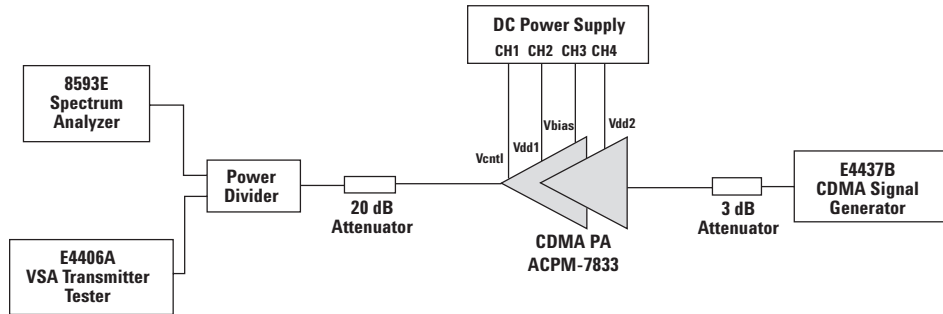 DC Power Supply
CH1 CH2 CH3 CH4
8593E
Spectrum
Analyzer
Vcntl
Vdd1
Vbias
Vdd2
Power
Divider
20 dB
Attenuator
CDMA PA
ACPM-7833
3 dB
Attenuator
E4437B
CDMA Signal
Generator
E4406A
VSA Transmitter
Tester